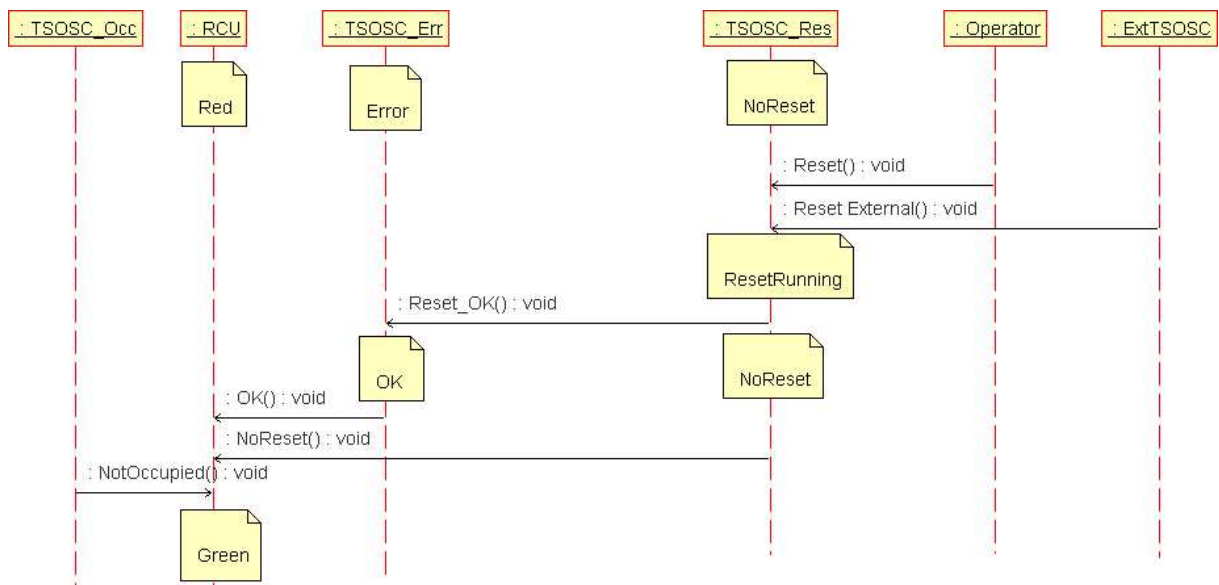 : TSOSC_Occ
: RCU
: TSOSC_Err
: TSOSC_Res
: Operator
: ExtTSOSC
Red
Error
NoReset
: Reset() : void
: Reset External() : void
ResetRunning
: Reset_OK() : void
OK
NoReset
: OK() : void
: NoReset() : void
: NotOccupied() : void
Green